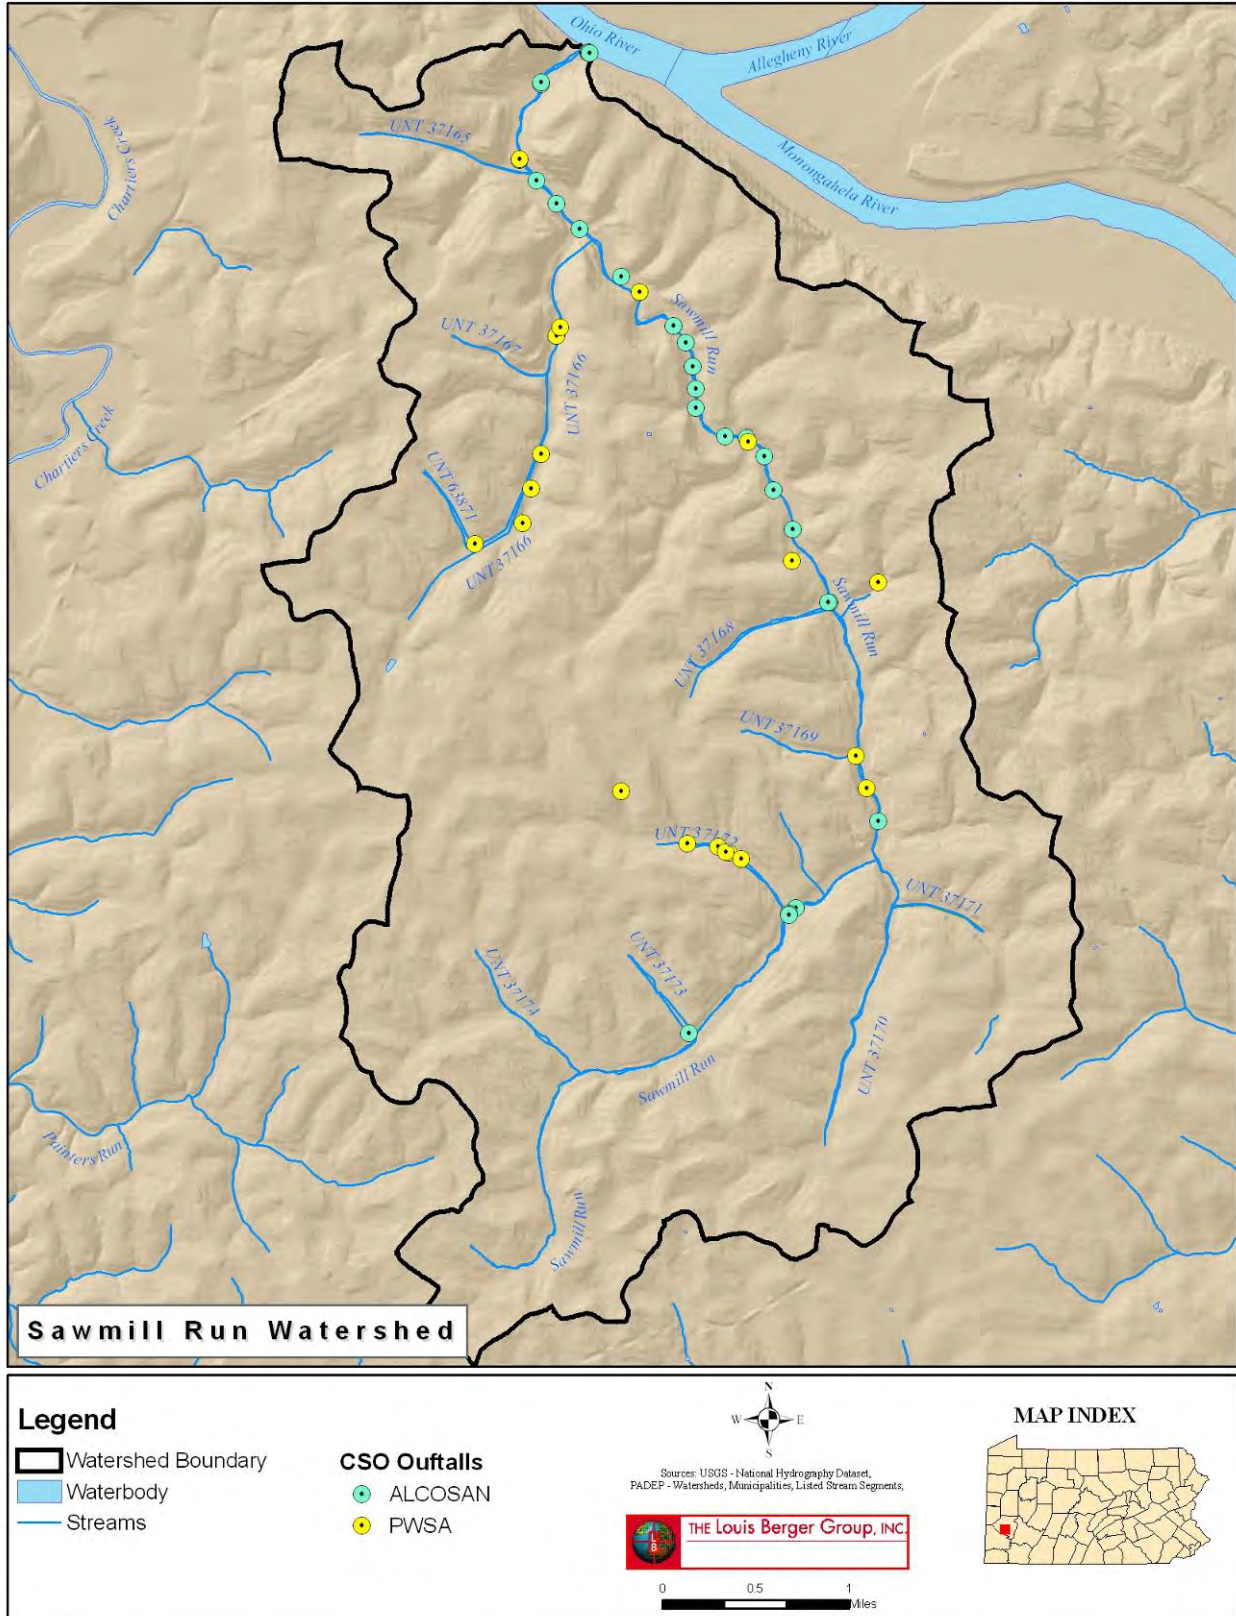 Ohio River
Allegheny River
Monongahela River
Chartiers Creek
UNT 37165
Sawmill Run
UNT 37167
UNT 37166
Chartiers Creek
UNT 63871
UNT 37166
Sawmill Run
UNT 37168
UNT 37169
UNT 37172
UNT 37171
UNT 37173
UNT 37174
UNT 37170
Sawmill Run
Painters Run
Sawmill Run
Sawmill Run Watershed
Legend
Watershed Boundary
Waterbody
Streams
CSO Ouftalls
ALCOSAN
PWSA
N
W
E
S
Sources: USGS - National Hydrography Dataset,
PADEP - Watersheds, Municipalities, Listed Stream Segments,
L
B
THE Louis Berger Group, INC.
0 0.5 1
Miles
MAP INDEX